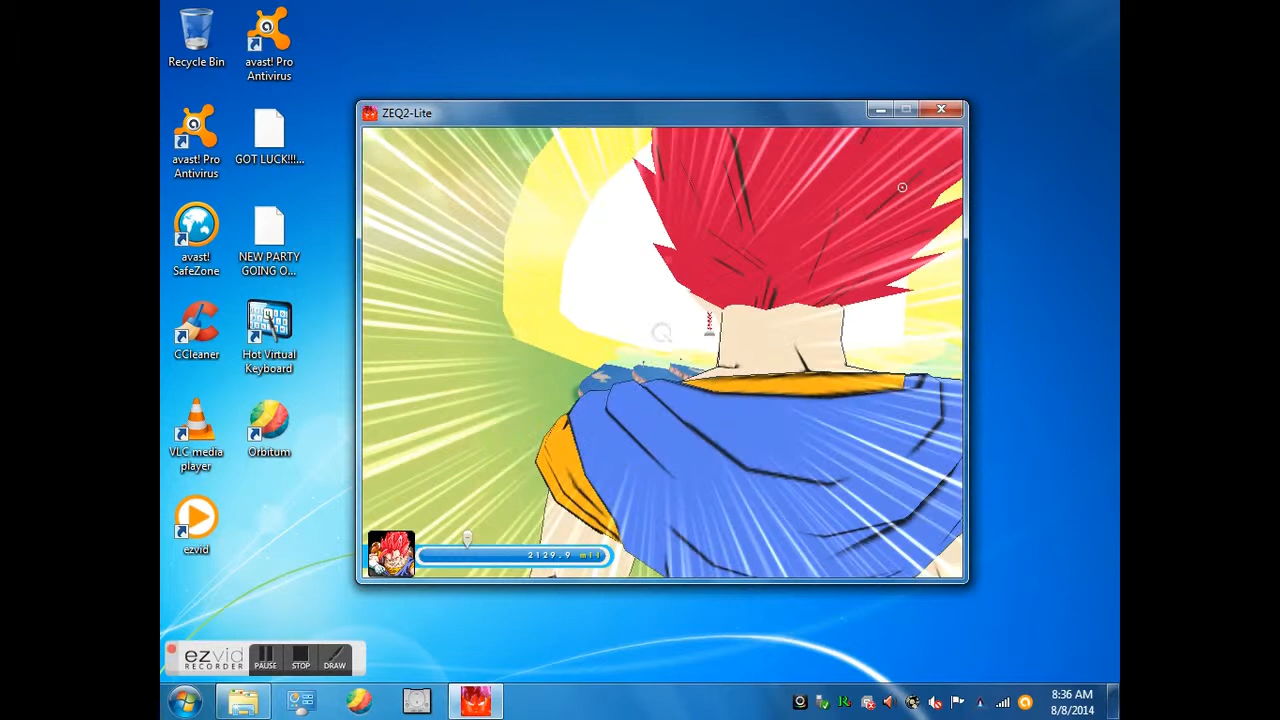 Recycle Bin
avast! Pro
Antivirus
avast! Pro
Antivirus
GOT LUCK!!!...
avast!
SafeZone
NEW PARTY
GOING O...
CCleaner
Hot Virtual
Keyboard
VLC media
player
Orbitum
ezvid
ZEQ2-Lite
2129.9 mil
ezvid
RECORDER
PAUSE
STOP
DRAW
8:36 AM
8/8/2014